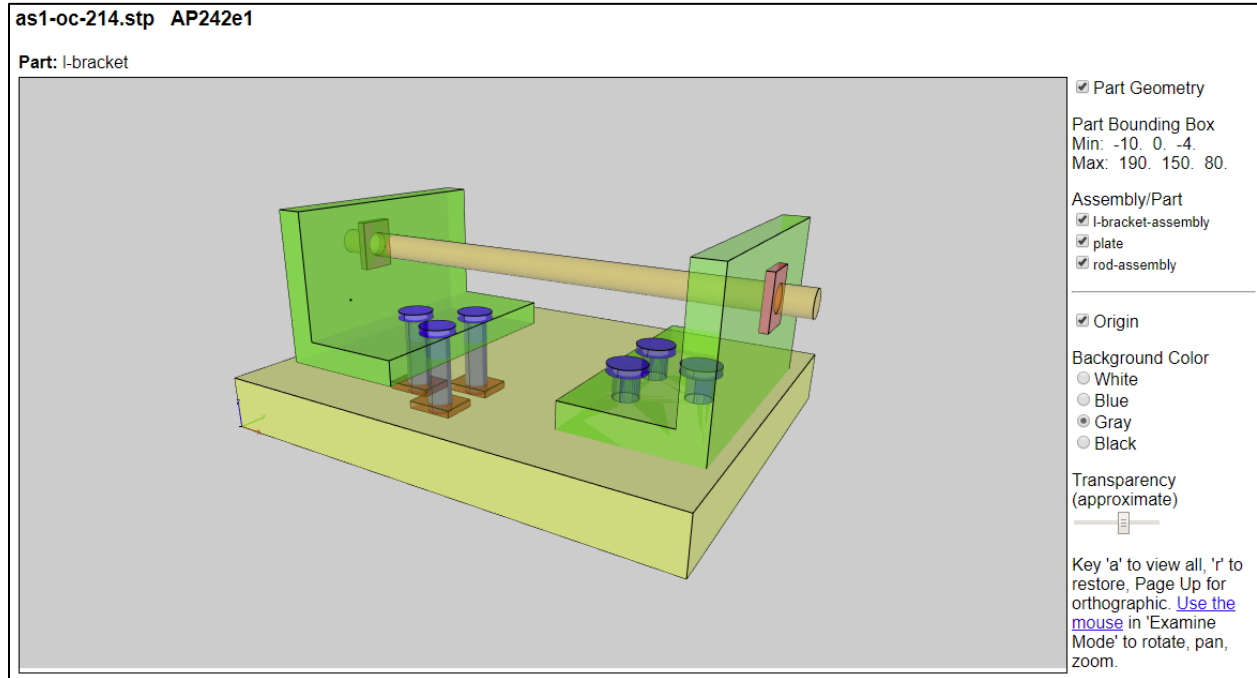 as1-oc-214.stp AP242e1
Part: l-bracket
Part Geometry
Part Bounding Box
Min: -10. 0. -4.
Max: 190. 150. 80.
Assembly/Part
l-bracket-assembly
plate
rod-assembly
Origin
Background Color
White
Blue
Gray
Black
Transparency
(approximate)
Key 'a' to view all, 'r' to
restore, Page Up for
orthographic. Use the
mouse in 'Examine
Mode' to rotate, pan,
zoom.